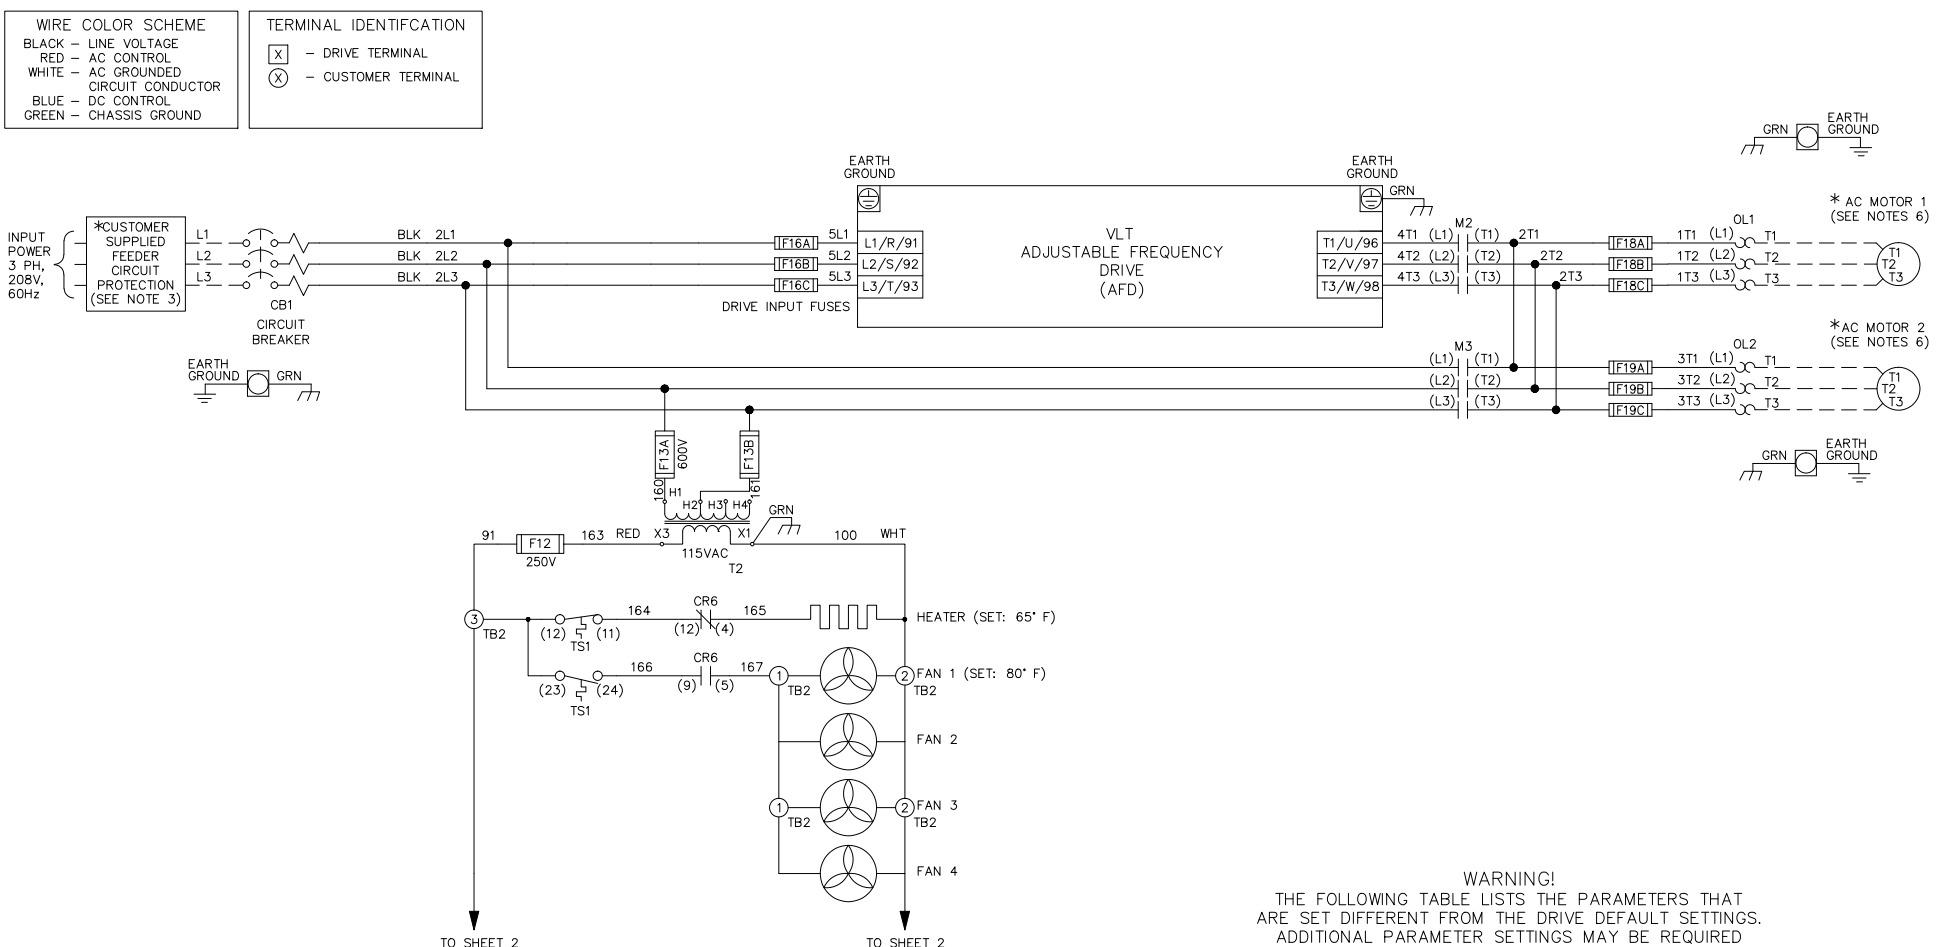 WIRE COLOR SCHEME
BLACK – LINE VOLTAGE
RED – AC CONTROL
WHITE – AC GROUNDED
CIRCUIT CONDUCTOR
BLUE – DC CONTROL
GREEN – CHASSIS GROUND
TERMINAL IDENTIFCATION
X – DRIVE TERMINAL
X – CUSTOMER TERMINAL
INPUT
POWER
3 PH,
208V,
60Hz
*CUSTOMER
SUPPLIED
FEEDER
CIRCUIT
PROTECTION
(SEE NOTE 3)
L1
L2
L3
CB1
CIRCUIT
BREAKER
EARTH
GROUND
GRN
BLK 2L1
BLK 2L2
BLK 2L3
F16A 5L1
F16B 5L2
F16C 5L3
DRIVE INPUT FUSES
EARTH
GROUND
L1/R/91
L2/S/92
L3/T/93
VLT
ADJUSTABLE FREQUENCY
DRIVE
(AFD)
EARTH
GROUND
GRN
T1/U/96
T2/V/97
T3/W/98
M2
4T1 (L1) (T1) 2T1
4T2 (L2) (T2) 2T2
4T3 (L3) (T3) 2T3
F18A 1T1 (L1) T1
F18B 1T2 (L2) T2
F18C 1T3 (L3) T3
OL1
GRN
EARTH
GROUND
* AC MOTOR 1
(SEE NOTES 6)
T1
T2
T3
M3
(L1) (T1)
(L2) (T2)
(L3) (T3)
F19A 3T1 (L1) T1
F19B 3T2 (L2) T2
F19C 3T3 (L3) T3
OL2
*AC MOTOR 2
(SEE NOTES 6)
T1
T2
T3
GRN
EARTH
GROUND
F13A
600V
F13B
160
161
H1
H2 H3 H4
GRN
91
F12
250V
163 RED X3
115VAC
X1
T2
100 WHT
3
TB2
(12) (11)
TS1
164
CR6
(12) (4)
165
HEATER (SET: 65° F)
(23) (24)
TS1
166
CR6
(9) (5)
167
1
TB2
2
TB2
FAN 1 (SET: 80° F)
FAN 2
1
TB2
2
TB2
FAN 3
FAN 4
TO SHEET 2
TO SHEET 2
WARNING!
THE FOLLOWING TABLE LISTS THE PARAMETERS THAT
ARE SET DIFFERENT FROM THE DRIVE DEFAULT SETTINGS.
ADDITIONAL PARAMETER SETTINGS MAY BE REQUIRED